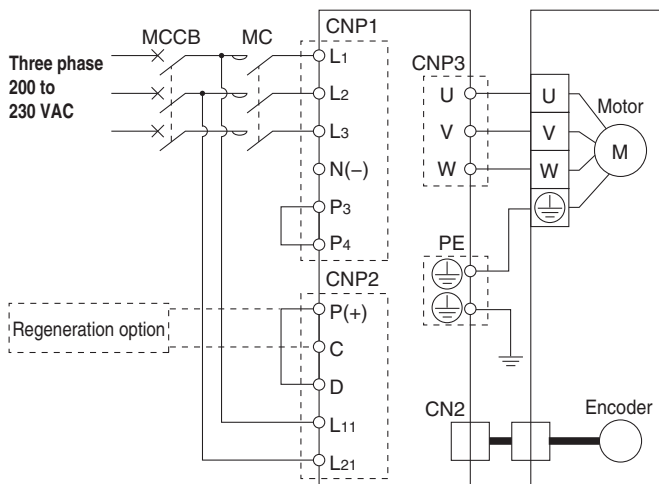 MCCB MC CNP1
Three phase
200 to
230 VAC
L1
L2
L3
N(−)
P3
P4
CNP2
P(+)
C
D
L11
L21
Regeneration option
CNP3
U
V
W
PE
CN2
U
V
W
Motor
M
Encoder